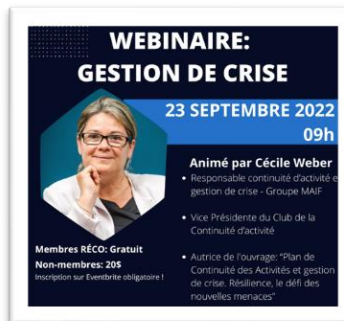 WEBINAIRE:
GESTION DE CRISE
23 SEPTEMBRE 2022
09h
Animé par Cécile Weber
• Responsable continuité d'activité e
gestion de crise - Groupe MAIF
• Vice Présidente du Club de la
Continuité d'activité
• Autrice de l'ouvrage: "Plan de
Continuité des Activités et gestion
de crise. Résilience, le défi des
nouvelles menaces"
Membres RÉCO: Gratuit
Non-membres: 20$
Inscription sur Eventbrite obligatoire !